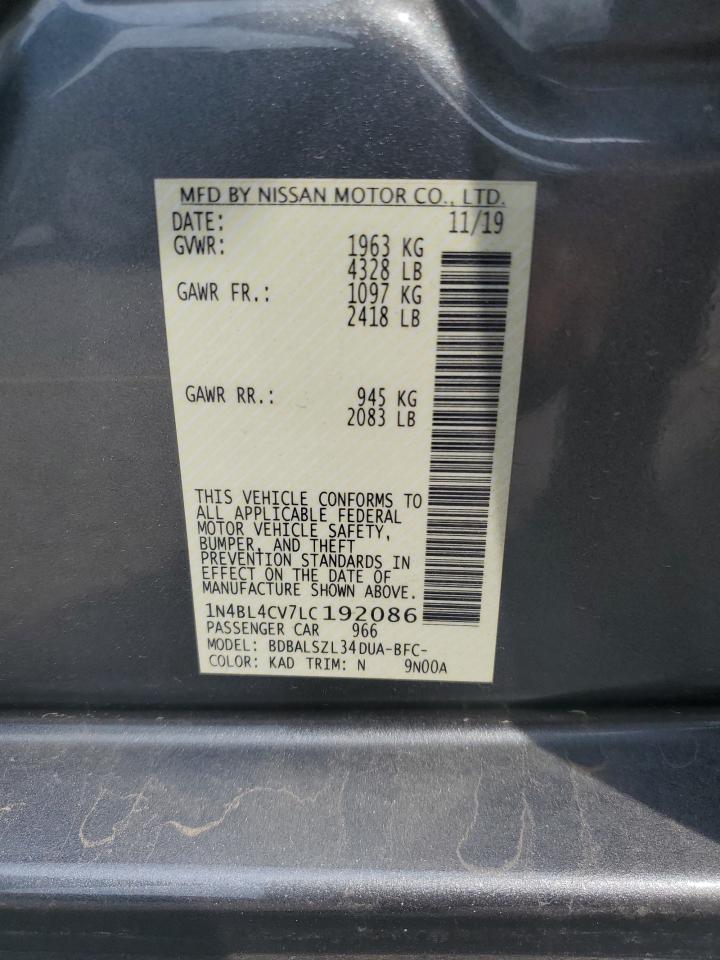 MFD BY NISSAN MOTOR CO., LTD.
DATE: 11/19
GVWR: 1963 KG
4328 LB
GAWR FR.: 1097 KG
2418 LB
GAWR RR.: 945 KG
2083 LB
THIS VEHICLE CONFORMS TO
ALL APPLICABLE FEDERAL
MOTOR VEHICLE SAFETY,
BUMPER, AND THEFT
PREVENTION STANDARDS IN
EFFECT ON THE DATE OF
MANUFACTURE SHOWN ABOVE.
1N4BL4CV7LC192086
PASSENGER CAR 966
MODEL: BDBALSZL34DUA-BFC-
COLOR: KAD TRIM: N 9N00A